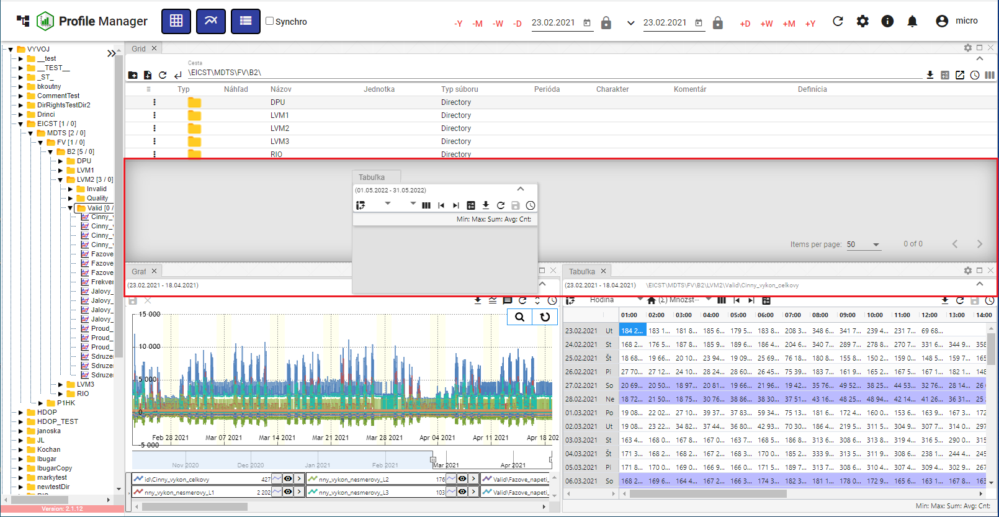 Profile Manager
Synchro
-Y -M -W -D 23.02.2021 23.02.2021 +D +W +M +Y
micro
VYVOJ
__test
__TEST__
_ST_
bkoutny
CommentTest
DirRightsTestDir2
Drinci
EICST [1 / 0]
MDTS [2 / 0]
FV [1 / 0]
B2 [5 / 0]
DPU
LVM1
LVM2 [3 / 0]
Invalid
Quality
Valid [0 /
Cinny_v
Cinny_v
Cinny_v
Cinny_v
Fazove
Fazove
Fazove
Frekver
Jalovy_
Jalovy_
Jalovy_
Jalovy_
Proud_
Proud_
Proud_
Sdruzer
Sdruzer
Sdruzer
LVM3
RIO
P1HK
HDOP
HDOP_TEST
janoska
JL
Kochan
lbugar
lbugarCopy
markytest
newtestDir
Version: 2.1.12
Grid
Cesta
\EICST\MDTS\FV\B2\
Typ Náhľad Názov Jednotka Typ súboru Perióda Charakter Komentár Definícia
DPU Directory
LVM1 Directory
LVM2 Directory
LVM3 Directory
RIO Directory
Tabuľka
(01.05.2022 - 31.05.2022)
Min: Max: Sum: Avg: Cnt:
Items per page: 50 0 of 0
Graf
(23.02.2021 - 18.04.2021)
15 000
10 000
5 000
0
-5 000
Feb 28 2021 Mar 07 2021 Mar 14 2021 Mar 21 2021 Mar 28 2021 Apr 04 2021 Apr 11 2021 Apr 18 202
Nov 2020 Dec 2020 Jan 2021 Feb 2021 Mar 2021 Apr 2021
id\Cinny_vykon_celkovy 427 nny_vykon_nesmerovy_L2 176 Valid\Fazove_napeti_
nny_vykon_nesmerovy_L1 2 202 nny_vykon_nesmerovy_L3 103 Valid\Fazove_napeti_
Tabuľka
(23.02.2021 - 18.04.2021) \EICST\MDTS\FV\B2\LVM2\Valid\Cinny_vykon_celkovy
Hodina (Σ) Množst···
01:00 02:00 03:00 04:00 05:00 06:00 07:00 08:00 09:00 10:00 11:00 12:00 13:00 14:00
23.02.2021 Ut 184 2... 183 1... 181 8... 185 6... 179 5... 183 8... 208 3... 348 6... 341 7... 239 4... 231 7... 69 68...
24.02.2021 St 168 2... 176 5... 187 8... 185 9... 189 6... 186 4... 204 6... 340 7... 289 7... 278 8... 270 7... 331 6... 344 9... 358
25.02.2021 Št 18 68... 19 66... 20 10... 23 94... 19 09... 25 69... 76 18... 180 8... 155 8... 150 2... 159 0... 148 5... 159 7... 165
26.02.2021 Pi 27 70... 27 12... 24 10... 28 24... 28 60... 26 45... 75 39... 183 7... 161 9... 165 2... 167 5... 167 1... 182 1... 148
27.02.2021 So 20 69... 20 50... 18 97... 20 81... 19 66... 21 96... 19 42... 35 76... 49 52... 38 25... 44 53... 32 76... 28 14... 26
28.02.2021 Ne 18 72... 21 50... 18 75... 30 76... 38 86... 38 30... 37 51... 43 16... 48 25... 48 94... 42 14... 41 26... 36 31... 25
01.03.2021 Po 19 08... 22 02... 27 10... 39 37... 37 83... 59 34... 75 13... 181 6... 172 4... 160 0... 153 6... 163 9... 167 3... 172
02.03.2021 Ut 19 08... 23 22... 34 82... 37 44... 36 80... 42 93... 70 30... 186 4... 219 5... 311 5... 304 9... 307 7... 314 0... 297
03.03.2021 St 163 4... 168 0... 167 8... 167 0... 163 7... 168 5... 186 8... 313 6... 308 6... 313 8... 319 4... 316 5... 290 0... 315
04.03.2021 Št 171 3... 168 2... 168 2... 167 2... 168 3... 170 0... 185 2... 333 9... 313 5... 311 9... 308 6... 238 1... 244 4... 245
05.03.2021 Pi 171 8... 170 0... 169 0... 166 9... 166 0... 171 5... 189 7... 313 7... 308 6... 310 4... 307 4... 309 4... 302 9... 267
06.03.2021 So 168 2... 169 6... 164 4... 167 2... 166 3... 174 3... 182 3... 181 1... 178 0... 172 9... 165 6... 163 1... 167 8... 163
Min: Max: Sum: Avg: Cnt: